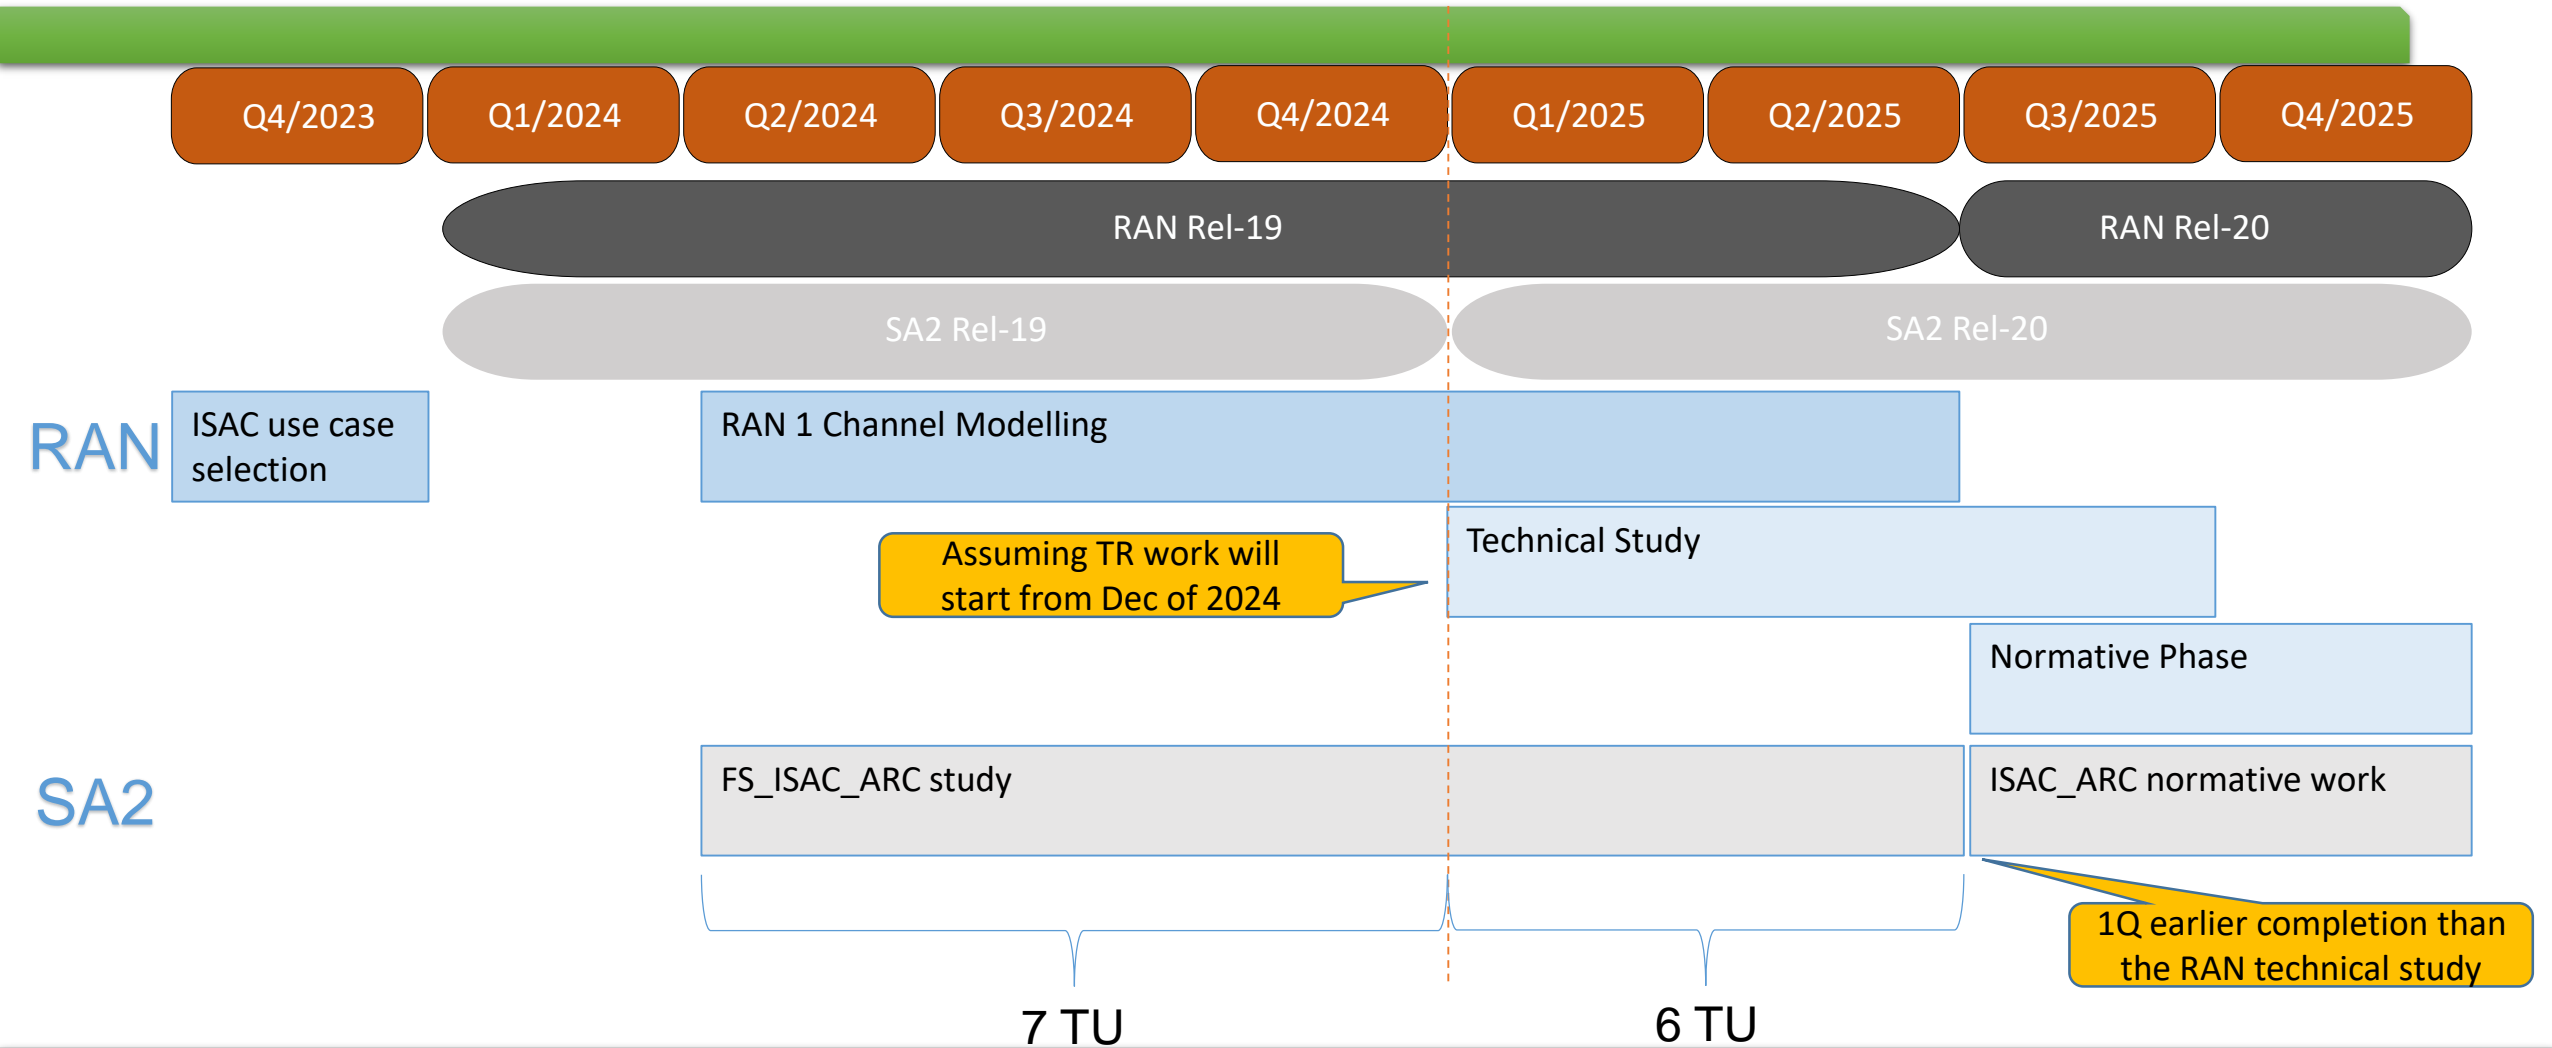 Q4/2023
Q1/2024
Q2/2024
Q3/2024
Q4/2024
Q1/2025
Q2/2025
Q3/2025
Q4/2025
RAN Rel-19
RAN Rel-20
SA2 Rel-19
SA2 Rel-20
RAN
ISAC use case
selection
RAN 1 Channel Modelling
Assuming TR work will
start from Dec of 2024
Technical Study
Normative Phase
SA2
FS_ISAC_ARC study
ISAC_ARC normative work
1Q earlier completion than
the RAN technical study
7 TU
6 TU